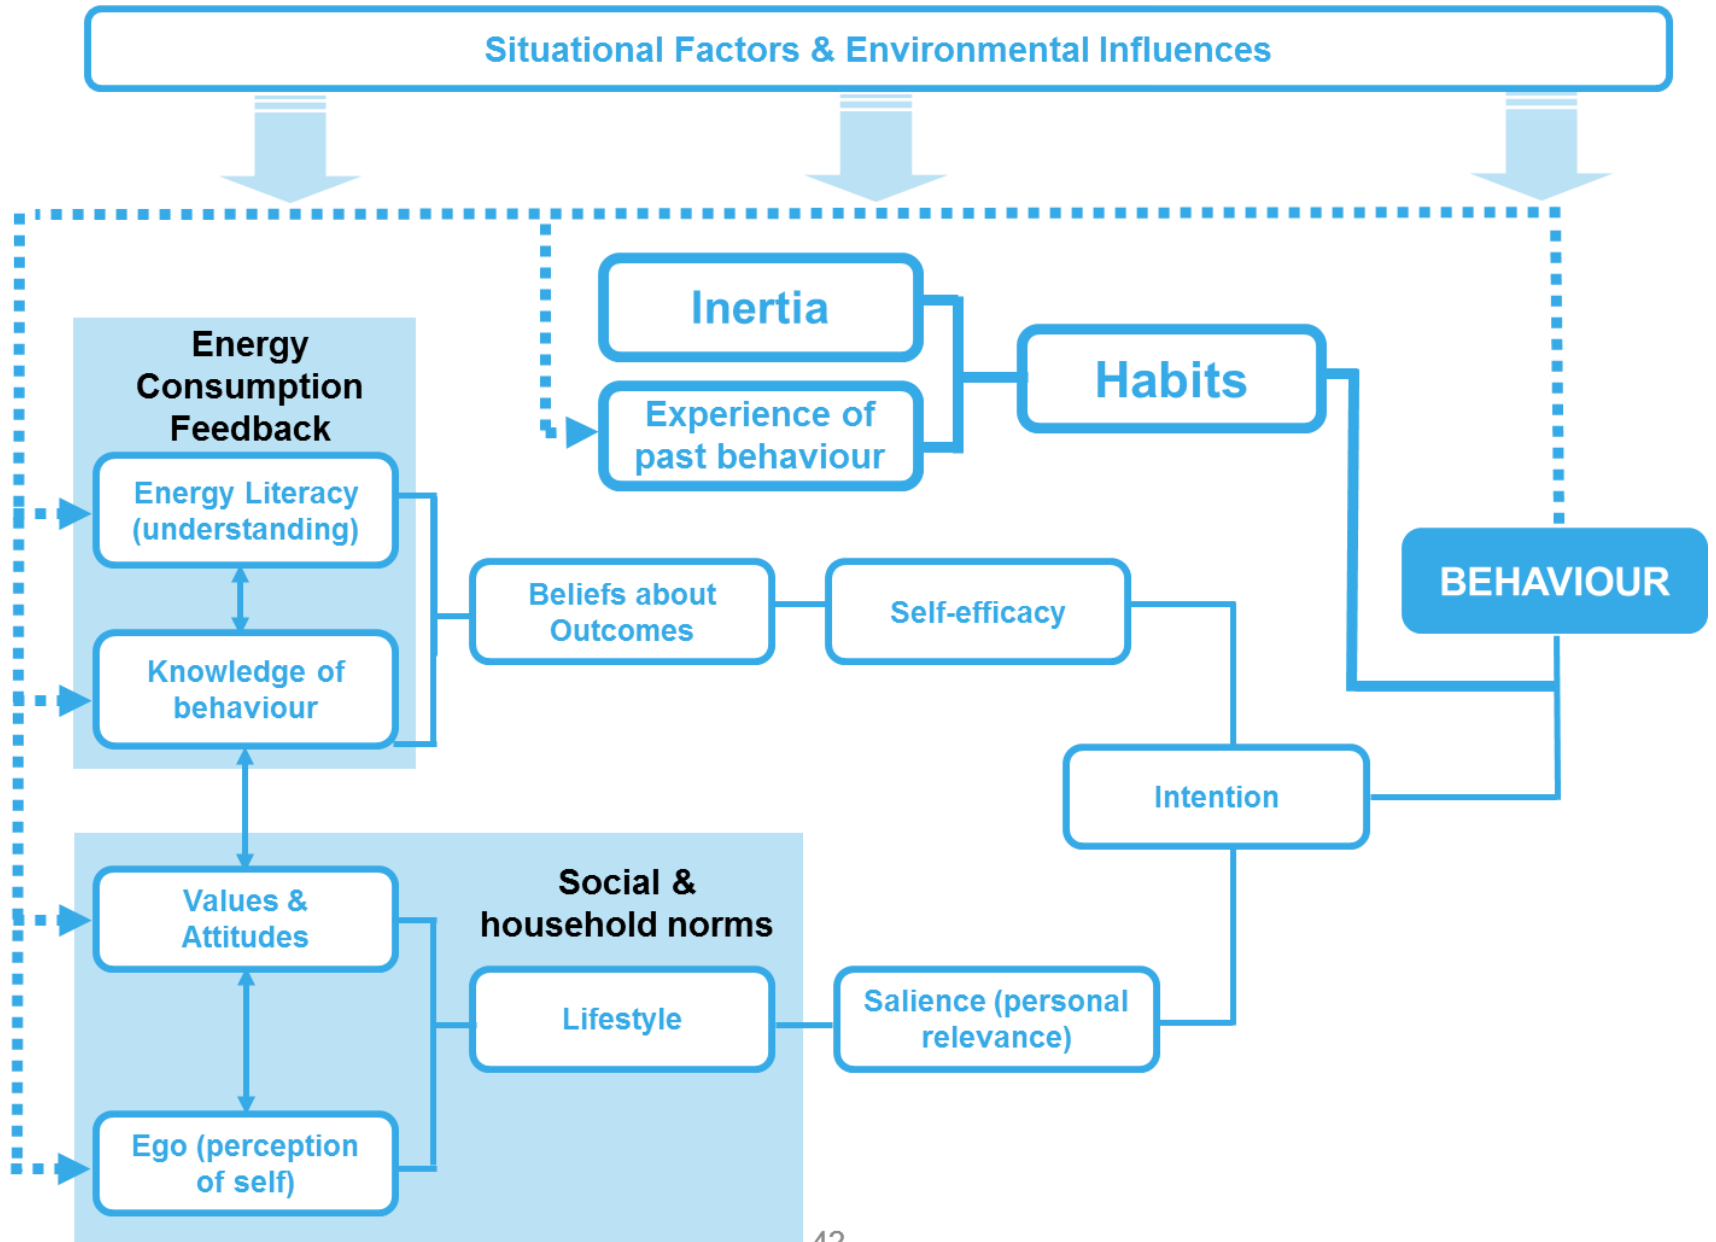 Situational Factors & Environmental Influences
Inertia
Experience of
past behaviour
Habits
Energy
Consumption
Feedback
Energy Literacy
(understanding)
Knowledge of
behaviour
Beliefs about
Outcomes
Self-efficacy
BEHAVIOUR
Intention
Social &
household norms
Values &
Attitudes
Lifestyle
Salience (personal
relevance)
Ego (perception
of self)
42